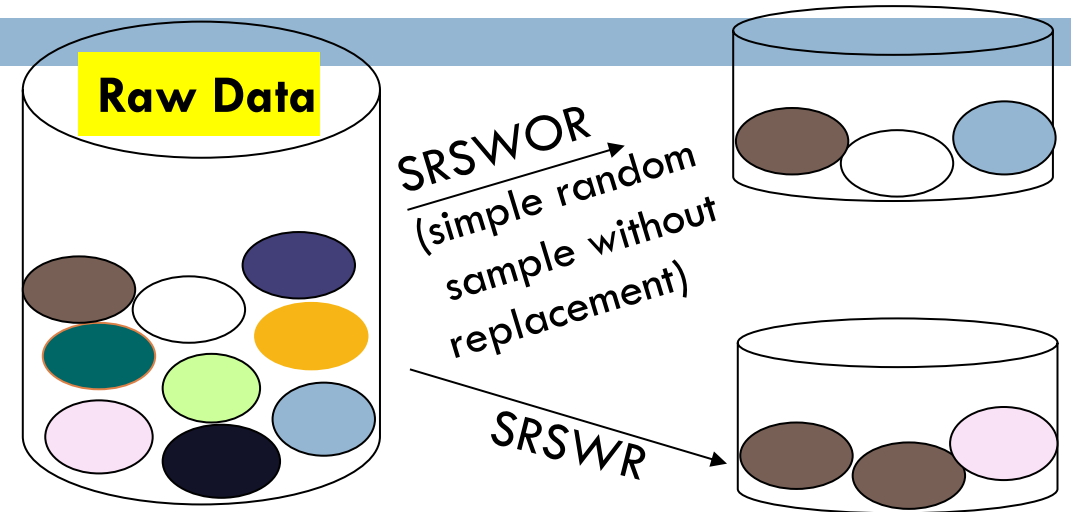 Raw Data
SRSWOR
(simple random
sample without
replacement)
SRSWR